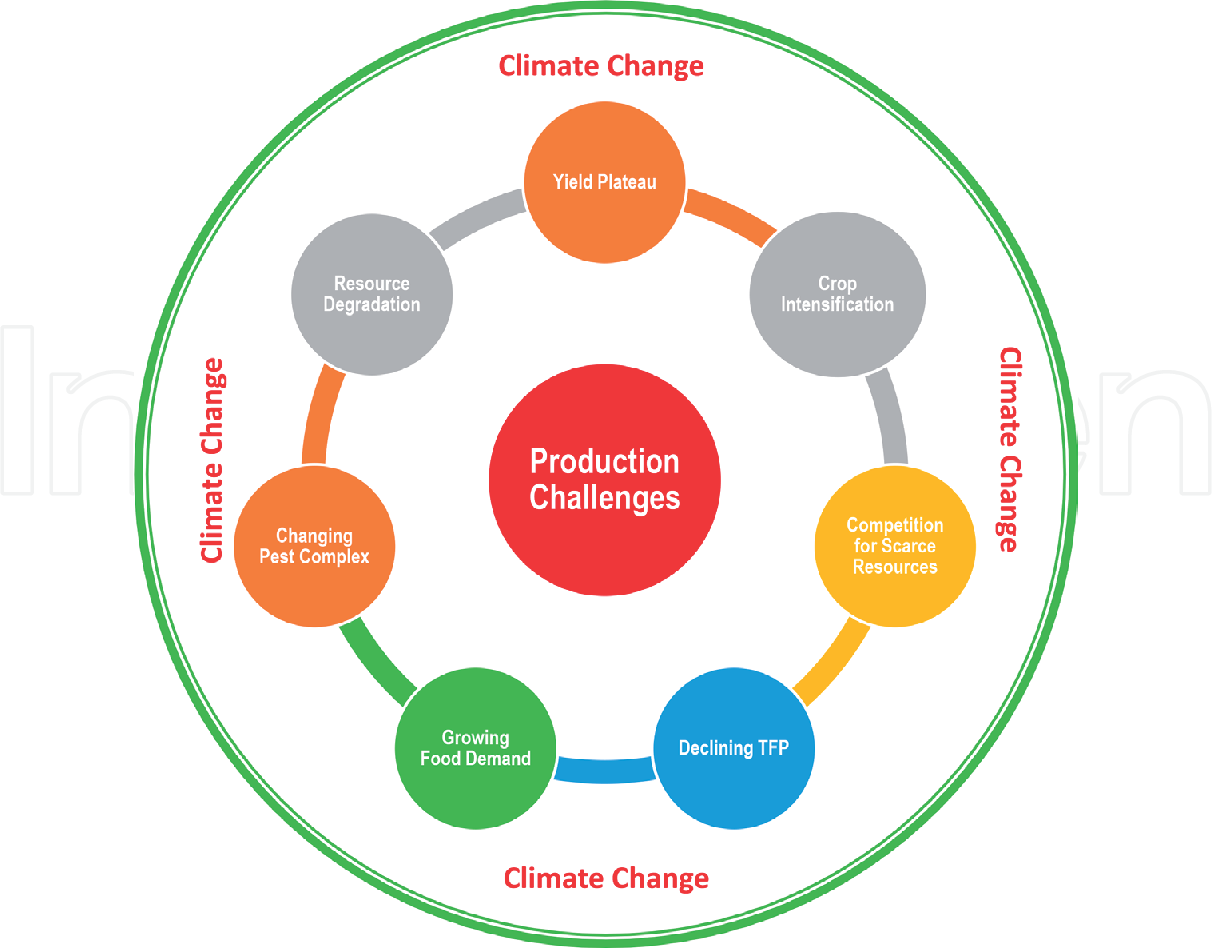 Climate Change
Yield Plateau
Resource
Degradation
Crop
Intensification
Climate Change
Climate Change
Production
Challenges
Changing
Pest Complex
Competition
for Scarce
Resources
Growing
Food Demand
Declining TFP
Climate Change